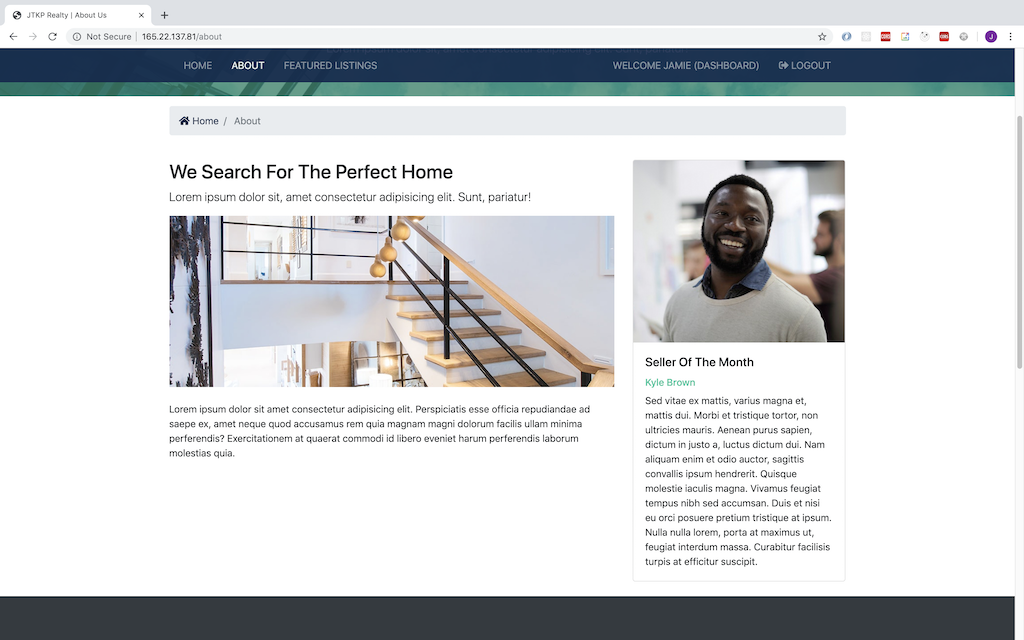 JTKP Realty | About Us
Not Secure
165.22.137.81/about
HOME
ABOUT
FEATURED LISTINGS
WELCOME JAMIE (DASHBOARD)
LOGOUT
Home / About
We Search For The Perfect Home
Lorem ipsum dolor sit, amet consectetur adipisicing elit. Sunt, pariatur!
Lorem ipsum dolor sit amet consectetur adipisicing elit. Perspiciatis esse officia repudiandae ad
saepe ex, amet neque quod accusamus rem quia magnam magni dolorum facilis ullam minima
perferendis? Exercitationem at quaerat commodi id libero eveniet harum perferendis laborum
molestias quia.
Seller Of The Month
Kyle Brown
Sed vitae ex mattis, varius magna et,
mattis dui. Morbi et tristique tortor, non
ultricies mauris. Aenean purus sapien,
dictum in justo a, luctus dictum dui. Nam
aliquam enim et odio auctor, sagittis
convallis ipsum hendrerit. Quisque
molestie iaculis magna. Vivamus feugiat
tempus nibh sed accumsan. Duis et nisi
eu orci posuere pretium tristique at ipsum.
Nulla nulla lorem, porta at maximus ut,
feugiat interdum massa. Curabitur facilisis
turpis at efficitur suscipit.
CORS
CORS
J